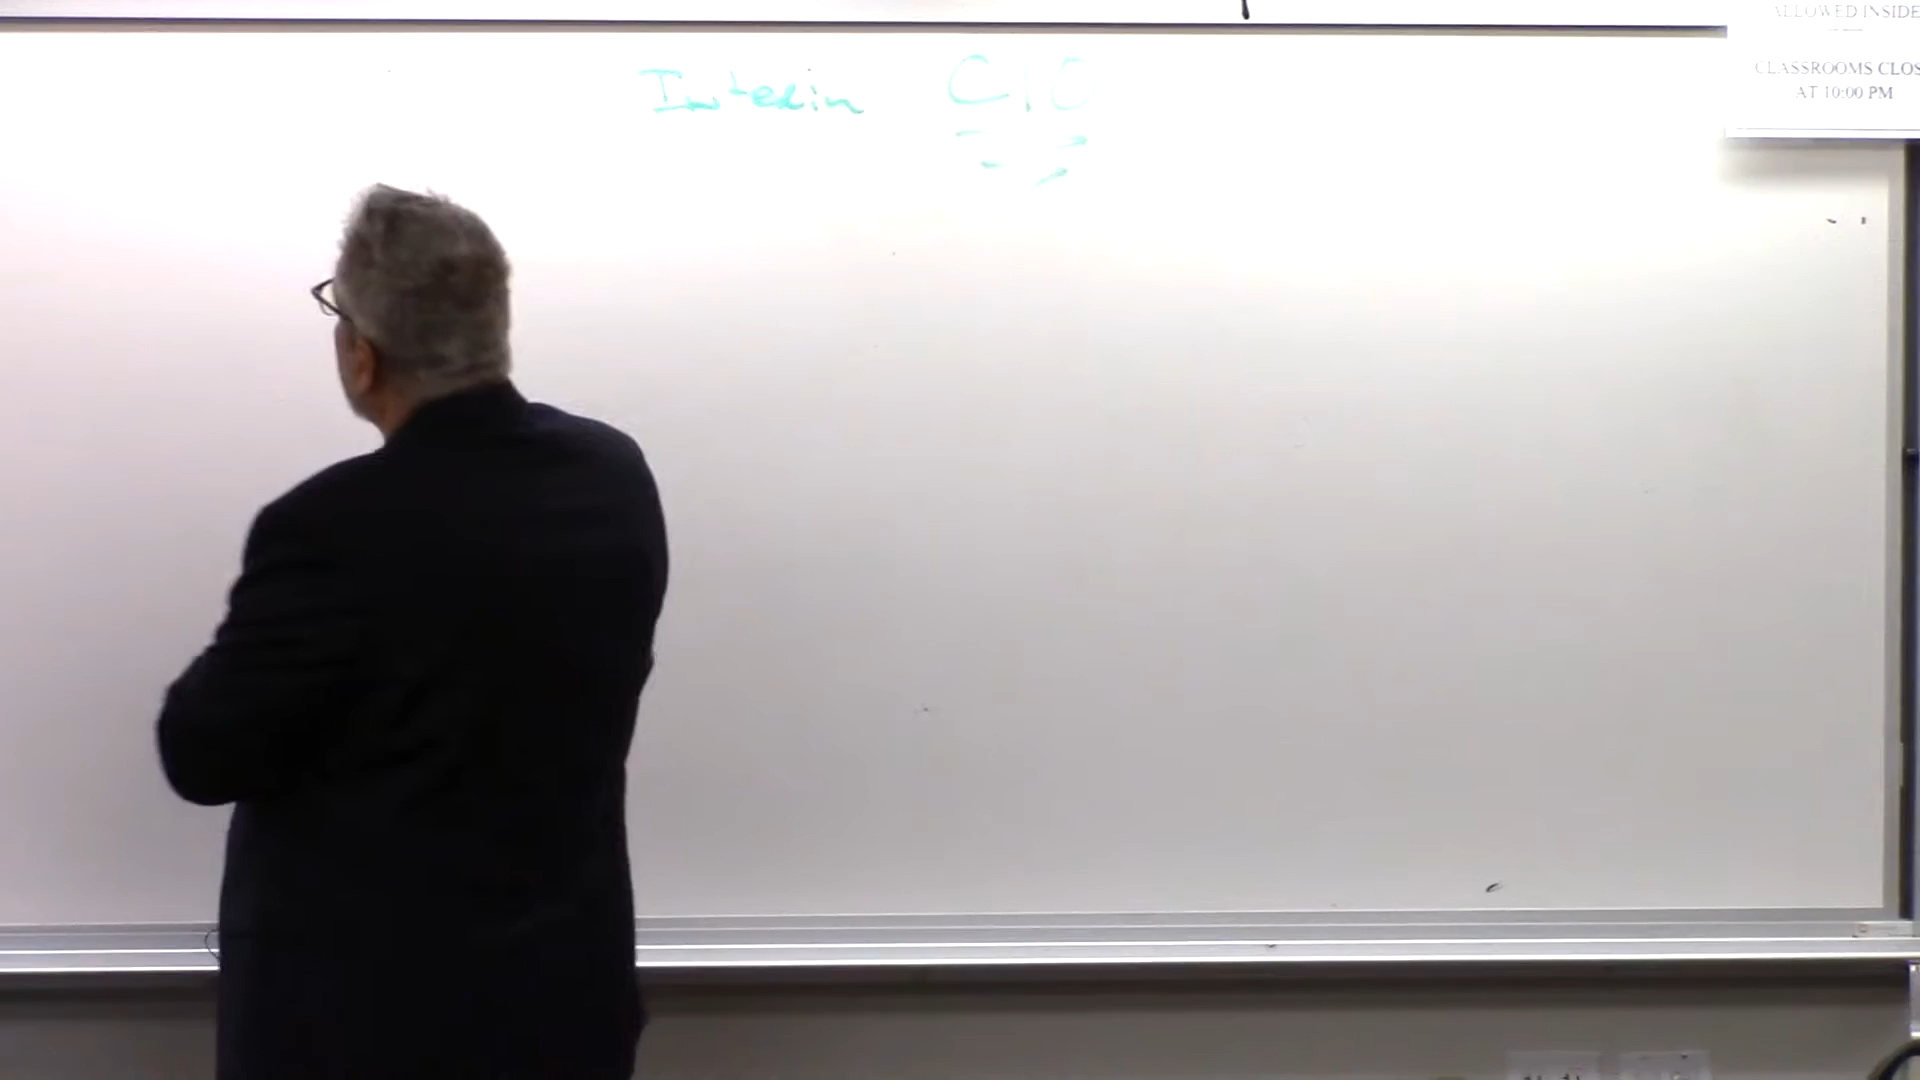 Interim CIO
ALLOWED INSIDE
CLASSROOMS CLOS
AT 10:00 PM